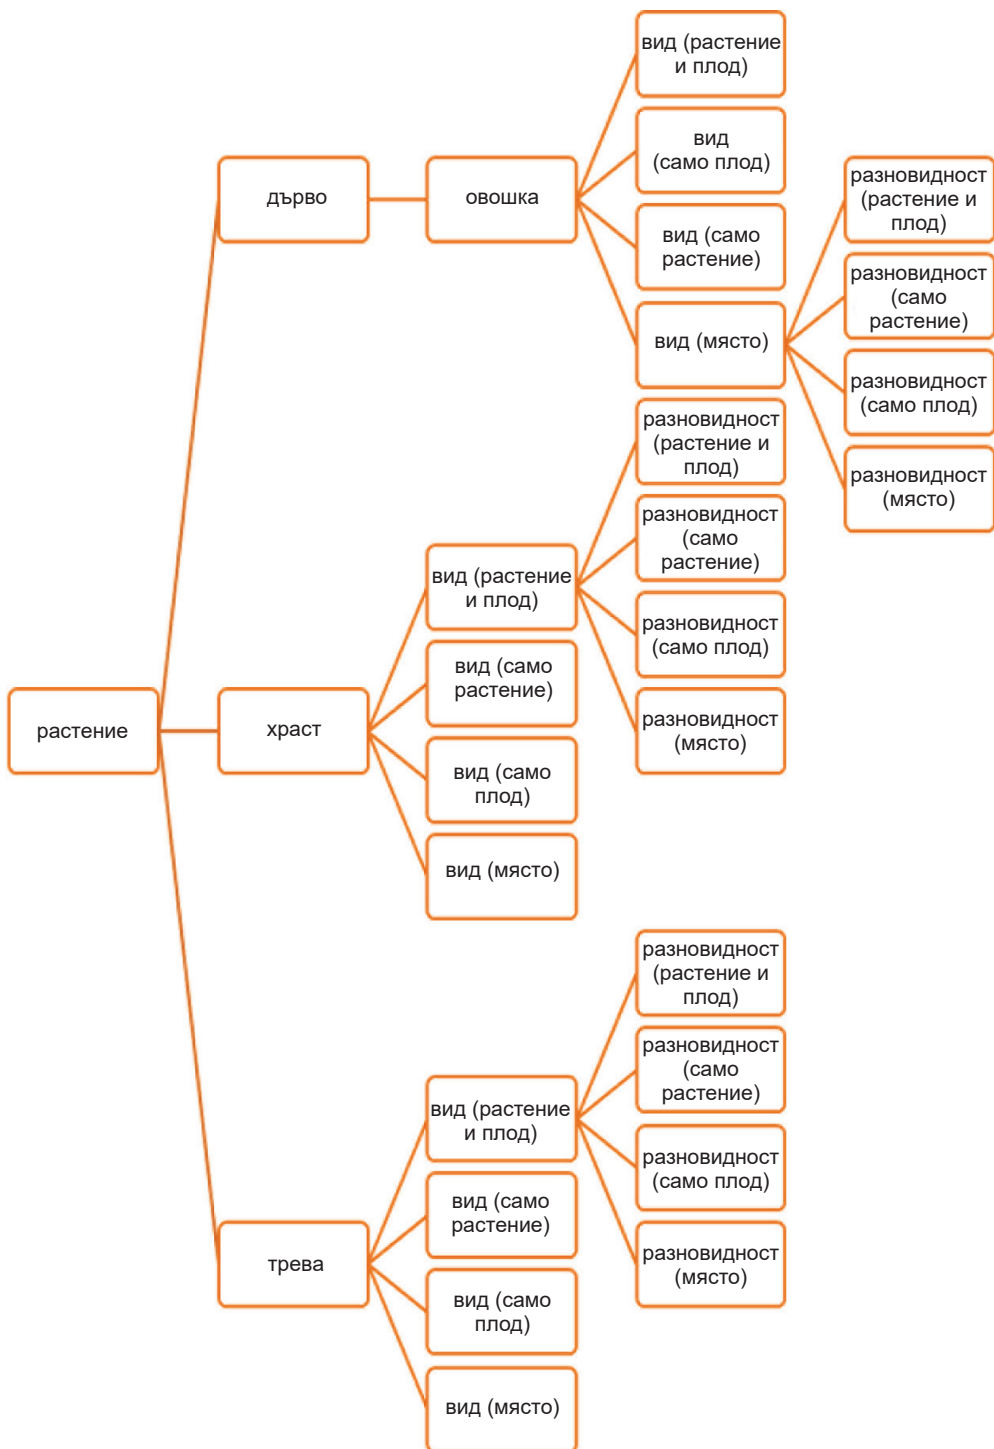 растение
дърво
овошка
вид (растение
и плод)
вид
(само плод)
вид (само
растение)
вид (място)
разновидност
(растение и
плод)
разновидност
(само
растение)
разновидност
(само плод)
разновидност
(място)
храст
вид (растение
и плод)
разновидност
(растение и
плод)
разновидност
(само
растение)
разновидност
(само плод)
разновидност
(място)
вид (само
растение)
вид (само
плод)
вид (място)
трева
вид (растение
и плод)
разновидност
(растение и
плод)
разновидност
(само
растение)
разновидност
(само плод)
разновидност
(място)
вид (само
растение)
вид (само
плод)
вид (място)